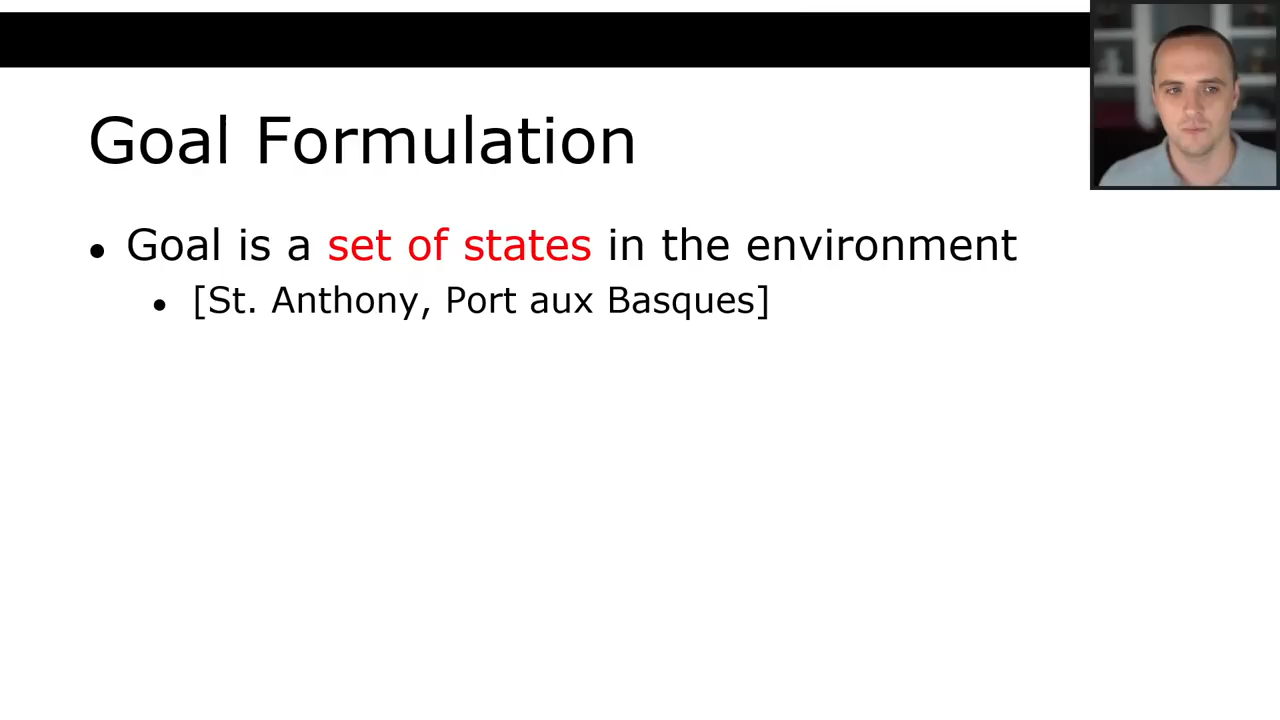 Goal Formulation
• Goal is a set of states in the environment
• [St. Anthony, Port aux Basques]